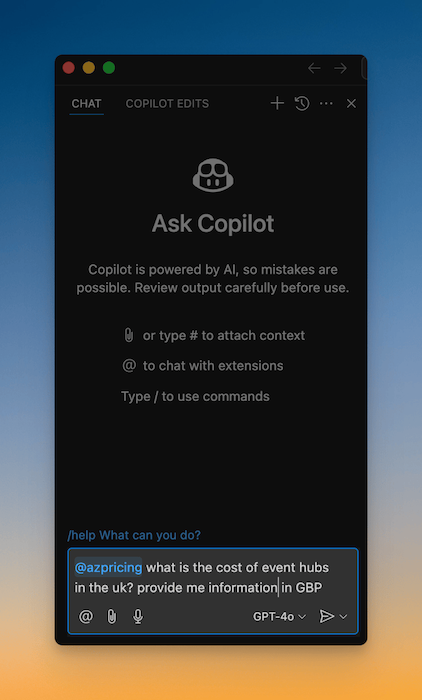 CHAT COPILOT EDITS
Ask Copilot
Copilot is powered by AI, so mistakes are
possible. Review output carefully before use.
or type # to attach context
@ to chat with extensions
Type / to use commands
/help What can you do?
@azpricing what is the cost of event hubs
in the uk? provide me information in GBP
@ GPT-4o